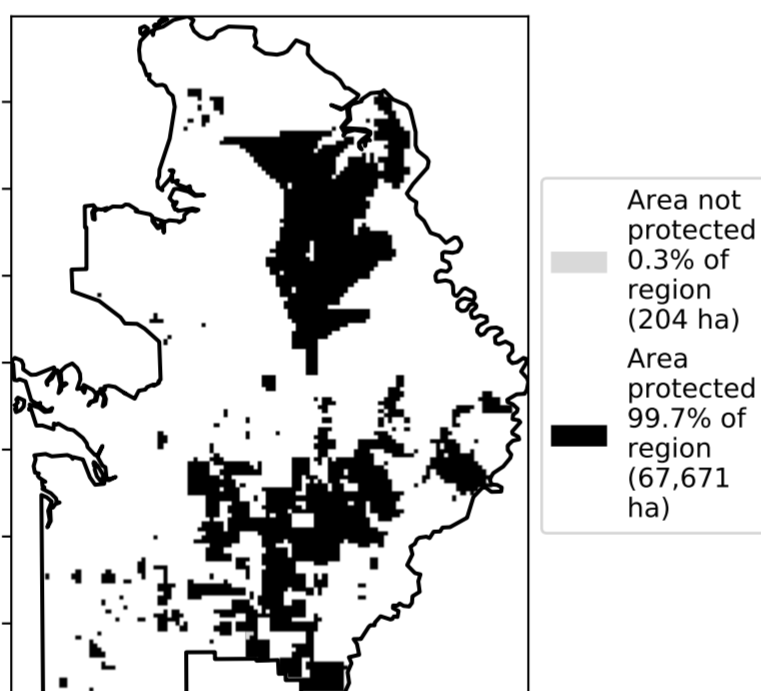 Area not
protected
0.3% of
region
(204 ha)
Area
protected
99.7% of
region
(67,671
ha)